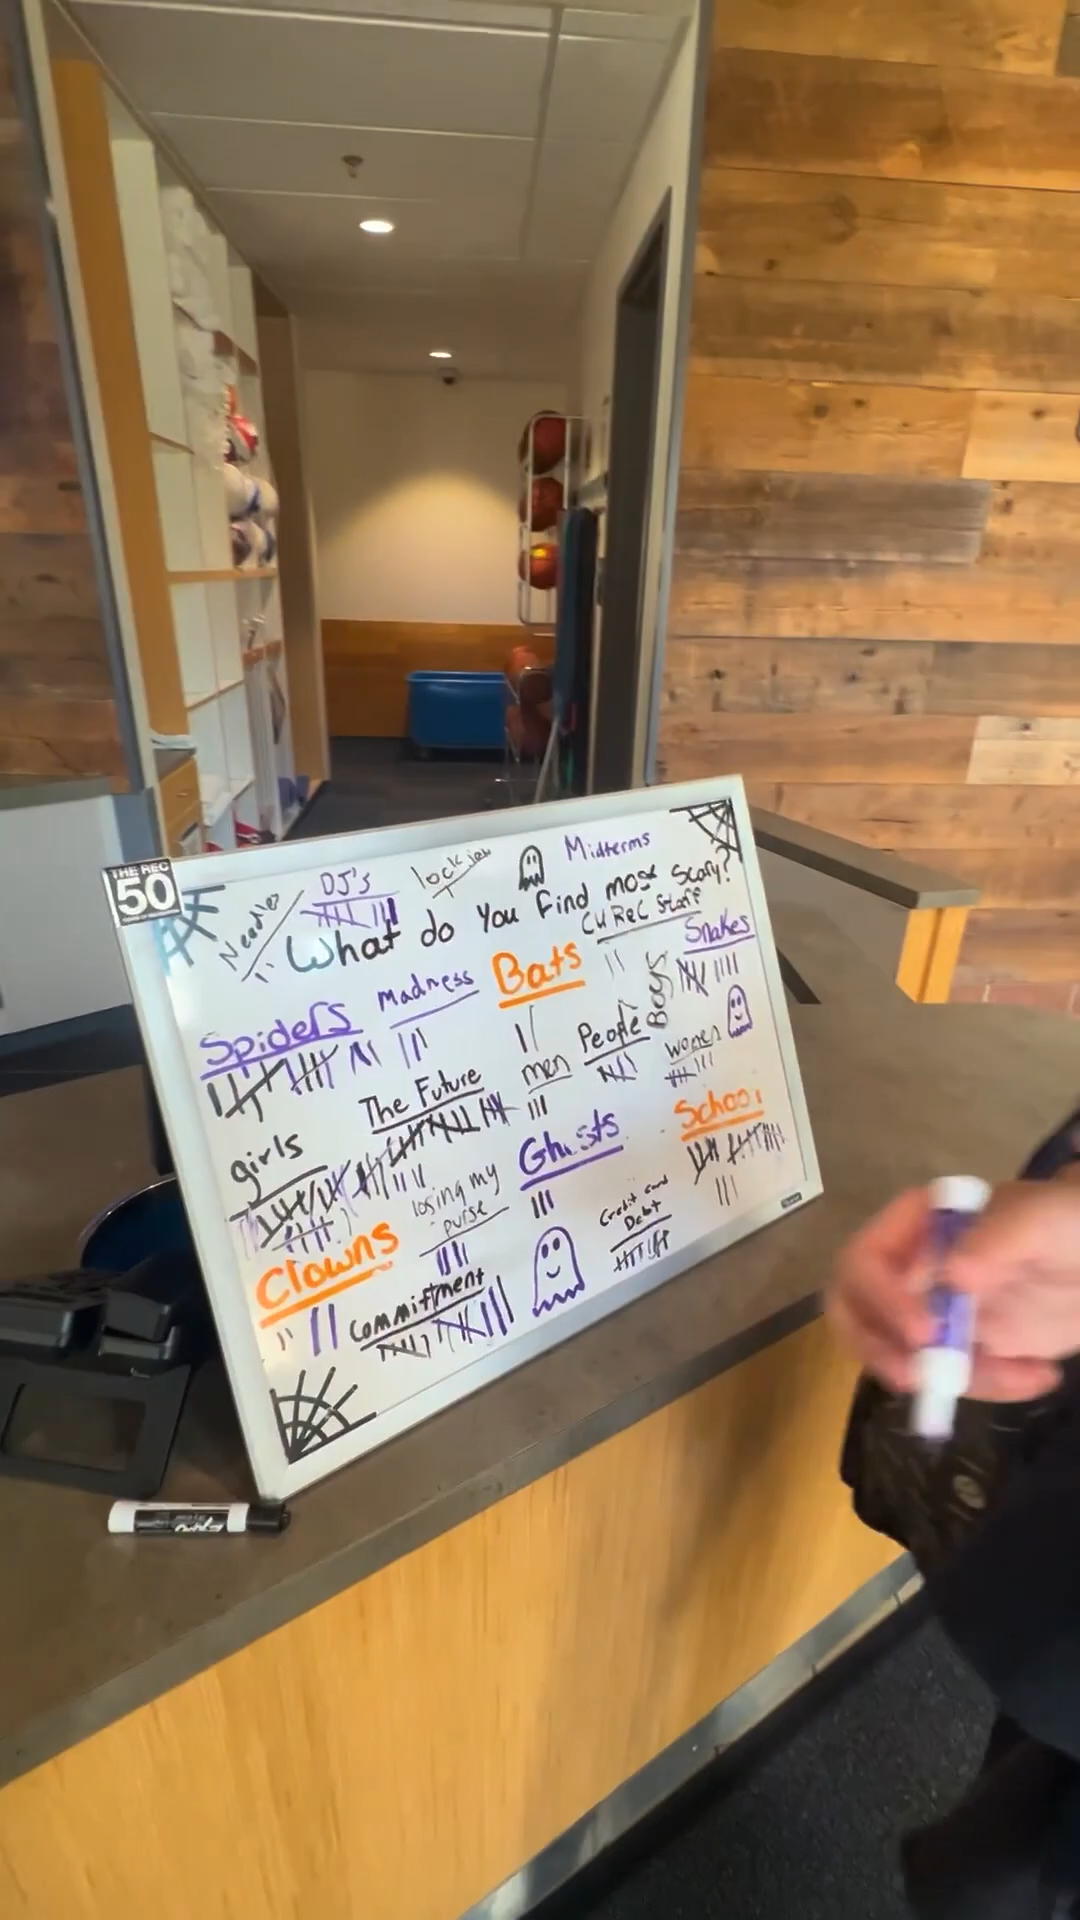 THE REC
50
Needles
DJ's
lock jaw
Midterms
What do you find most scary?
CU Rec Staff
Spiders
Madness
Bats
Boys
Snakes
The Future
men
People
women
girls
losing my
purse
Ghosts
School
Clowns
Commitment
Credit card
Debt